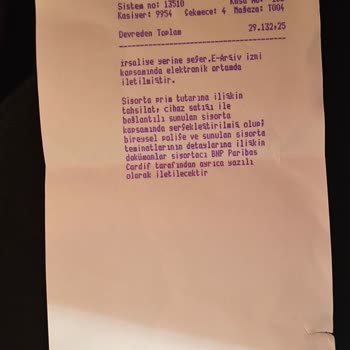 Sistem no: 13510
Kasiyer: 9954 Çekmece: 4 Mağaza: T004
Devreden Toplam 29.132,25
irsaliye yerine geçer.E-Arşiv izni
kapsamında elektronik ortamda
iletilmiştir.
Sigorta prim tutarına ilişkin
tahsilat, cihaz satışı ile
bağlantılı sunulan sigorta
kapsamında gerçekleştirilmiş olup;
bireysel poliçe ve sunulan sigorta
teminatlarının detaylarına ilişkin
dokümanlar sigortacı BNP Paribas
Cardif tarafından ayrıca yazılı
olarak iletilecektir